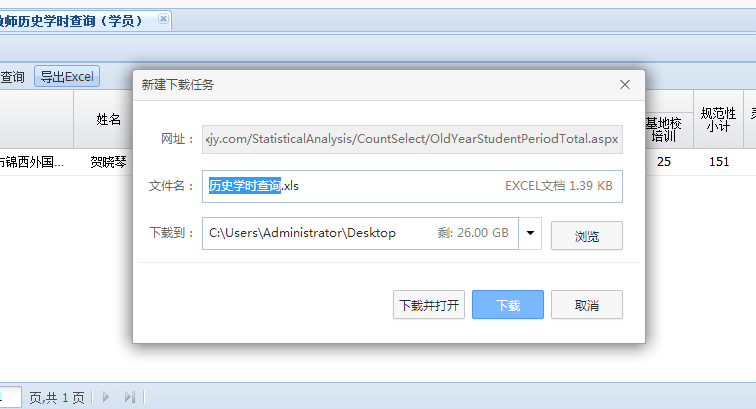 教师历史学时查询（学员）
查询 导出Excel
姓名 基地校培训 规范性小计
市锦西外国... 贺晓琴 25 151
新建下载任务
网址： xjy.com/StatisticalAnalysis/CountSelect/OldYearStudentPeriodTotal.aspx
文件名： 历史学时查询.xls EXCEL文档 1.39 KB
下载到： C:\Users\Administrator\Desktop 剩: 26.00 GB 浏览
下载并打开 下载 取消
1 页,共 1 页